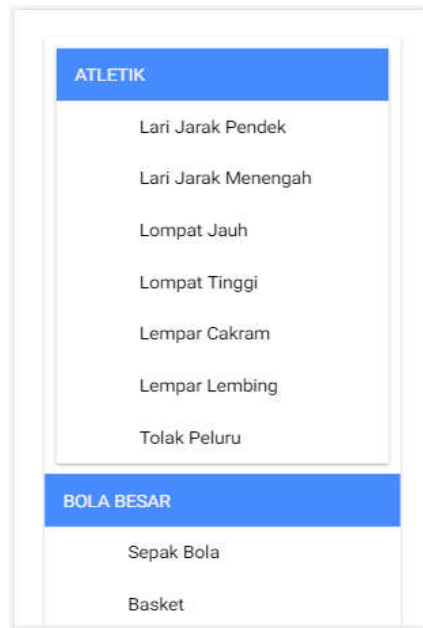 ATLETIK
Lari Jarak Pendek
Lari Jarak Menengah
Lompat Jauh
Lompat Tinggi
Lempar Cakram
Lempar Lembing
Tolak Peluru
BOLA BESAR
Sepak Bola
Basket